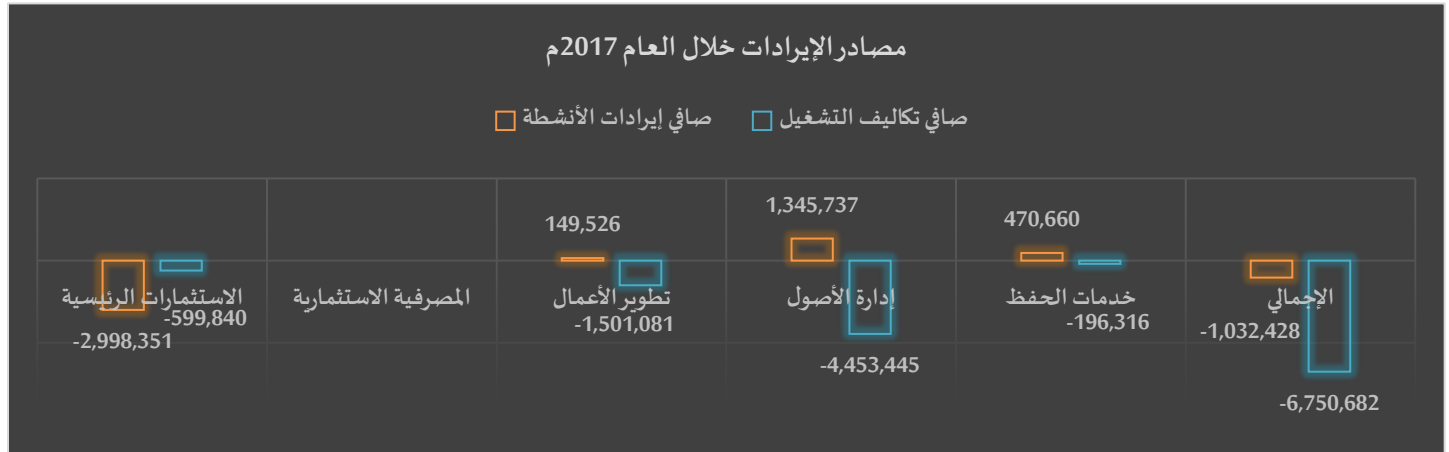 مصادر الإيرادات خلال العام 2017م
صافي تكاليف التشغيل
صافي إيرادات الأنشطة
1,345,737
470,660
149,526
الإجمالي
خدمات الحفظ
إدارة الأصول
تطوير الأعمال
المصرفية الاستثمارية
الاستثمارات الرئيسية
-599,840
-1,501,081
-196,316
-1,032,428
-2,998,351
-4,453,445
-6,750,682